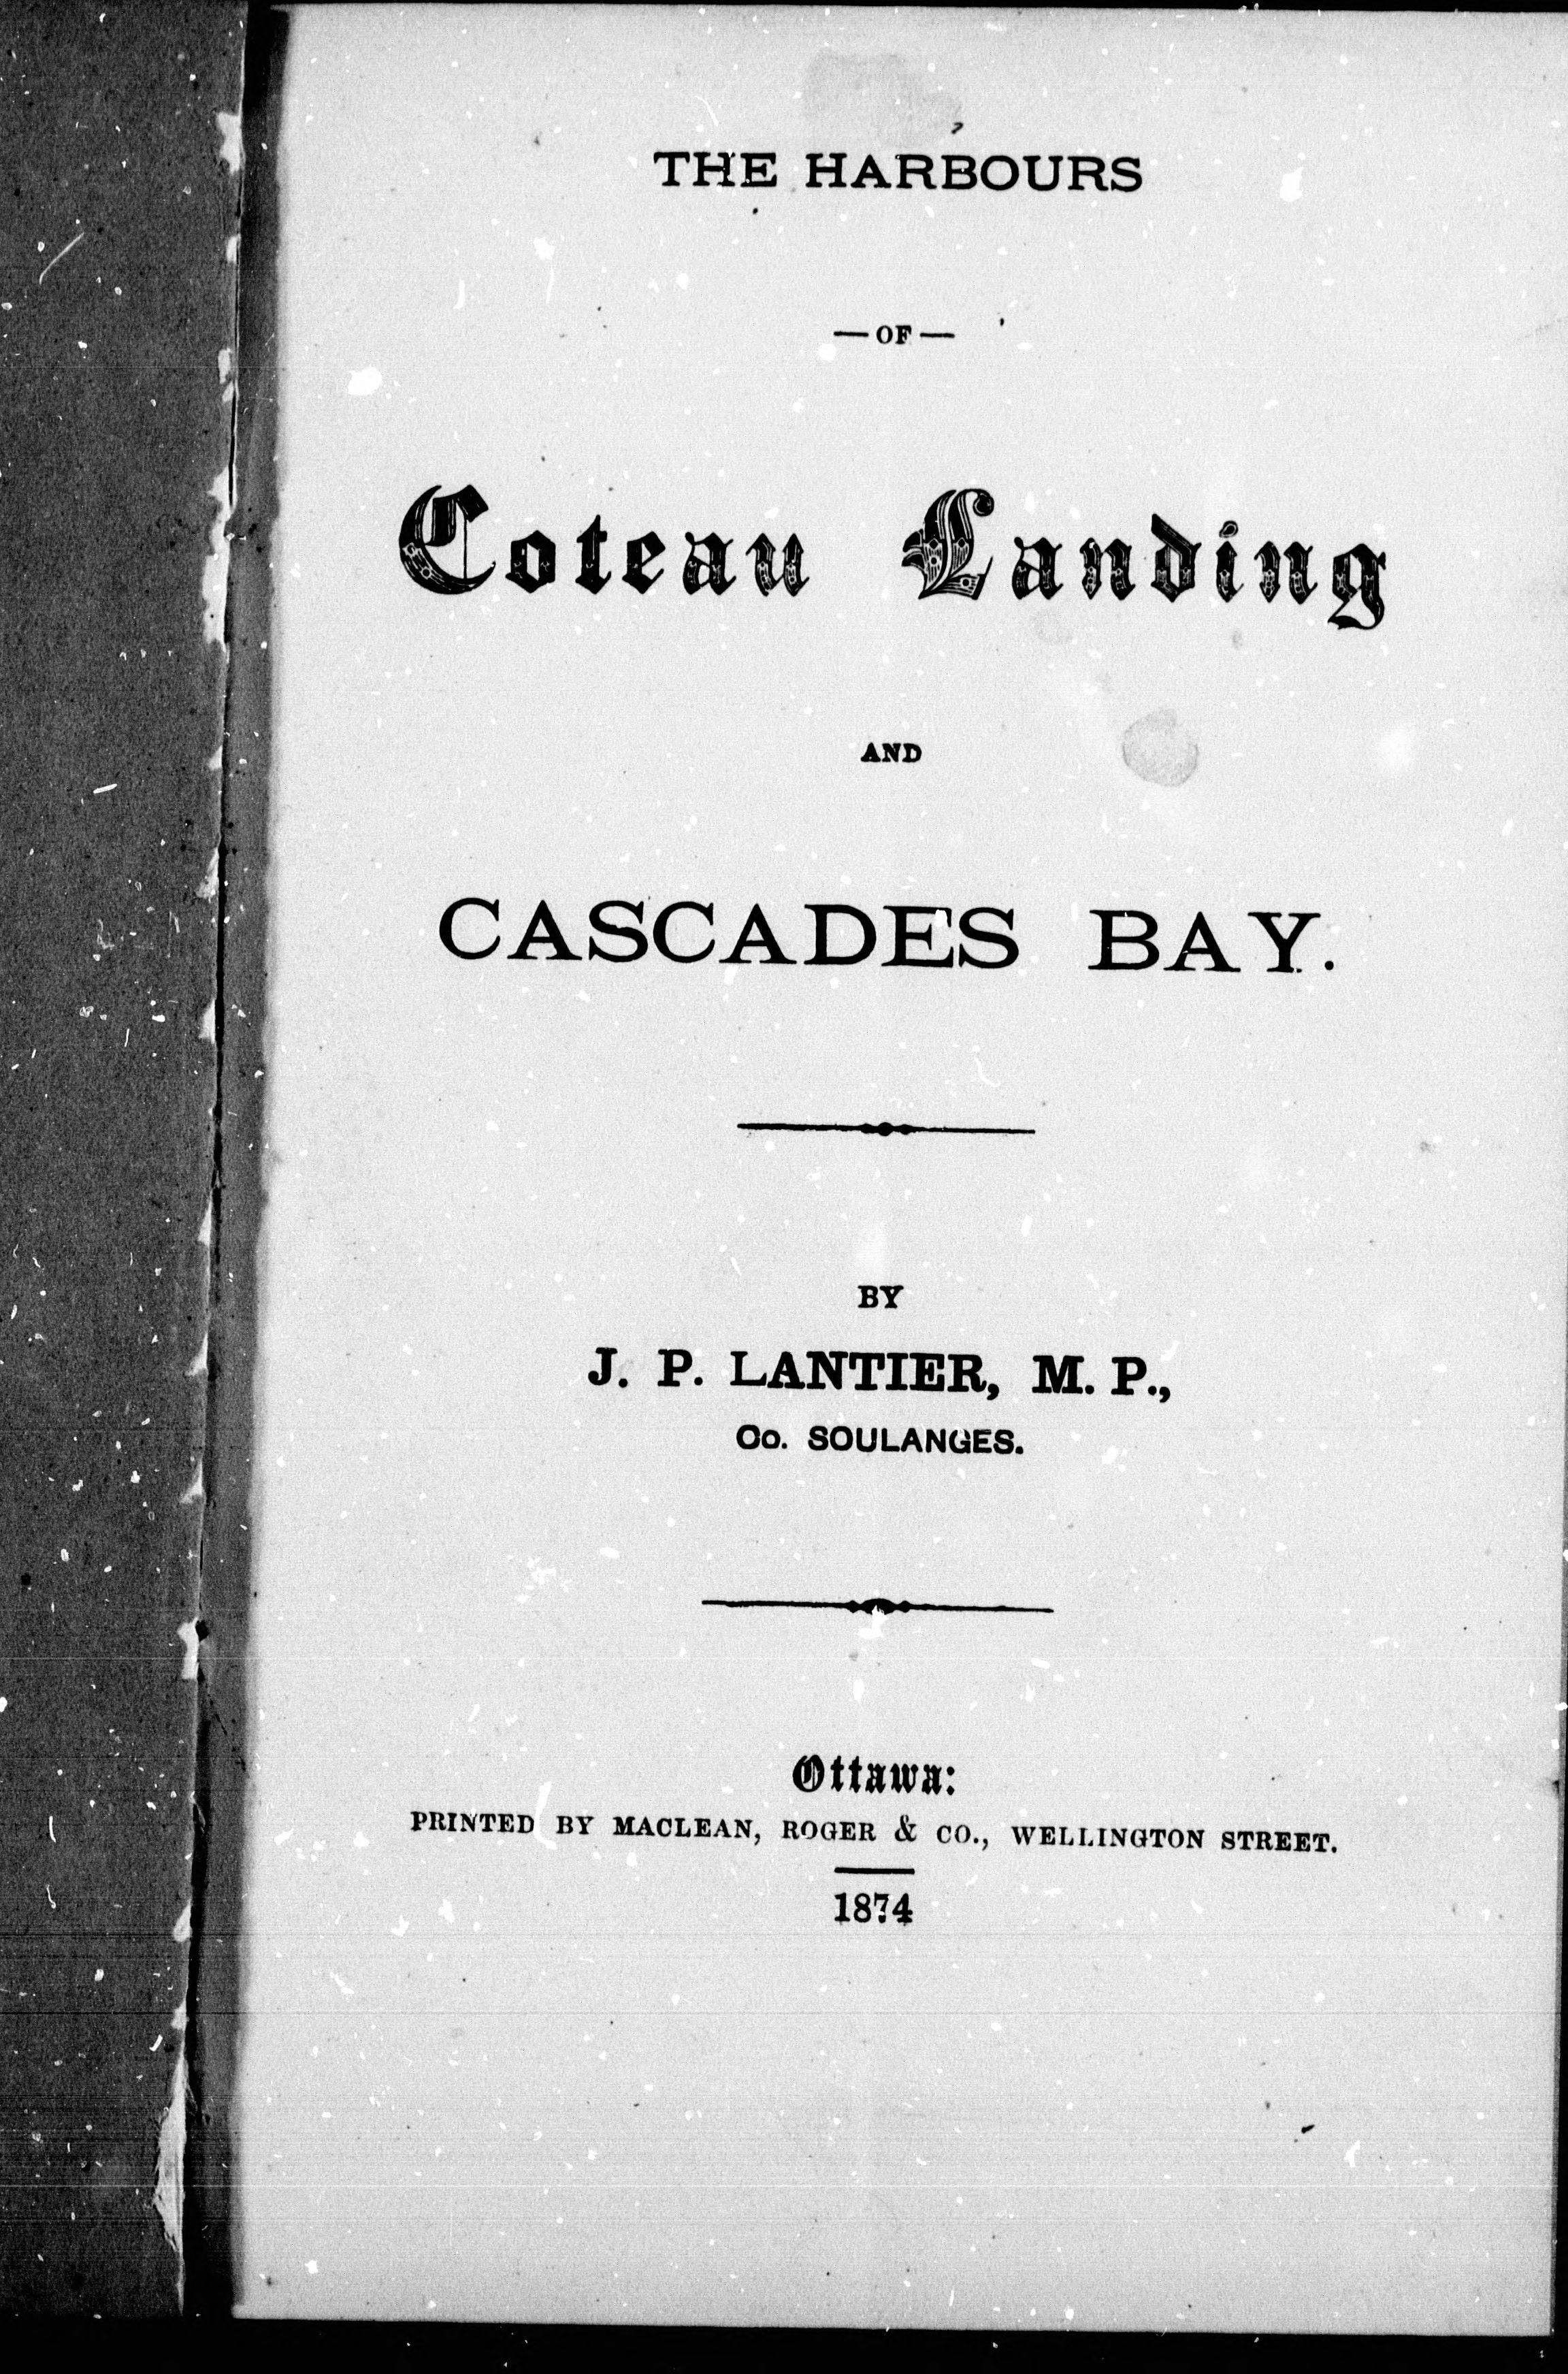 THE HARBOURS
—OF—
Coteau Landing
AND
CASCADES BAY.
BY
J. P. LANTIER, M. P.,
Co. SOULANGES.
Ottawa:
PRINTED BY MACLEAN, ROGER & CO., WELLINGTON STREET.
1874